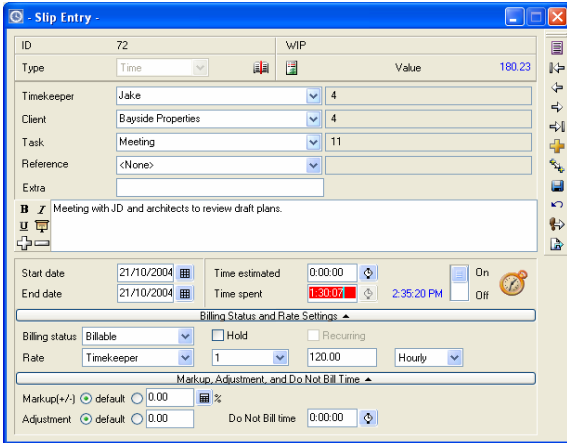 - Slip Entry -
ID 72 WIP
Type Time Value 180.23
Timekeeper Jake 4
Client Bayside Properties 4
Task Meeting 11
Reference <None>
Extra
B I Meeting with JD and architects to review draft plans.
U
Start date 21/10/2004 Time estimated 0:00:00 On
End date 21/10/2004 Time spent 1:30:07 2:35:20 PM Off
Billing Status and Rate Settings
Billing status Billable Hold Recurring
Rate Timekeeper 1 120.00 Hourly
Markup, Adjustment, and Do Not Bill Time
Markup(+/-) default 0.00 %
Adjustment default 0.00 Do Not Bill time 0:00:00